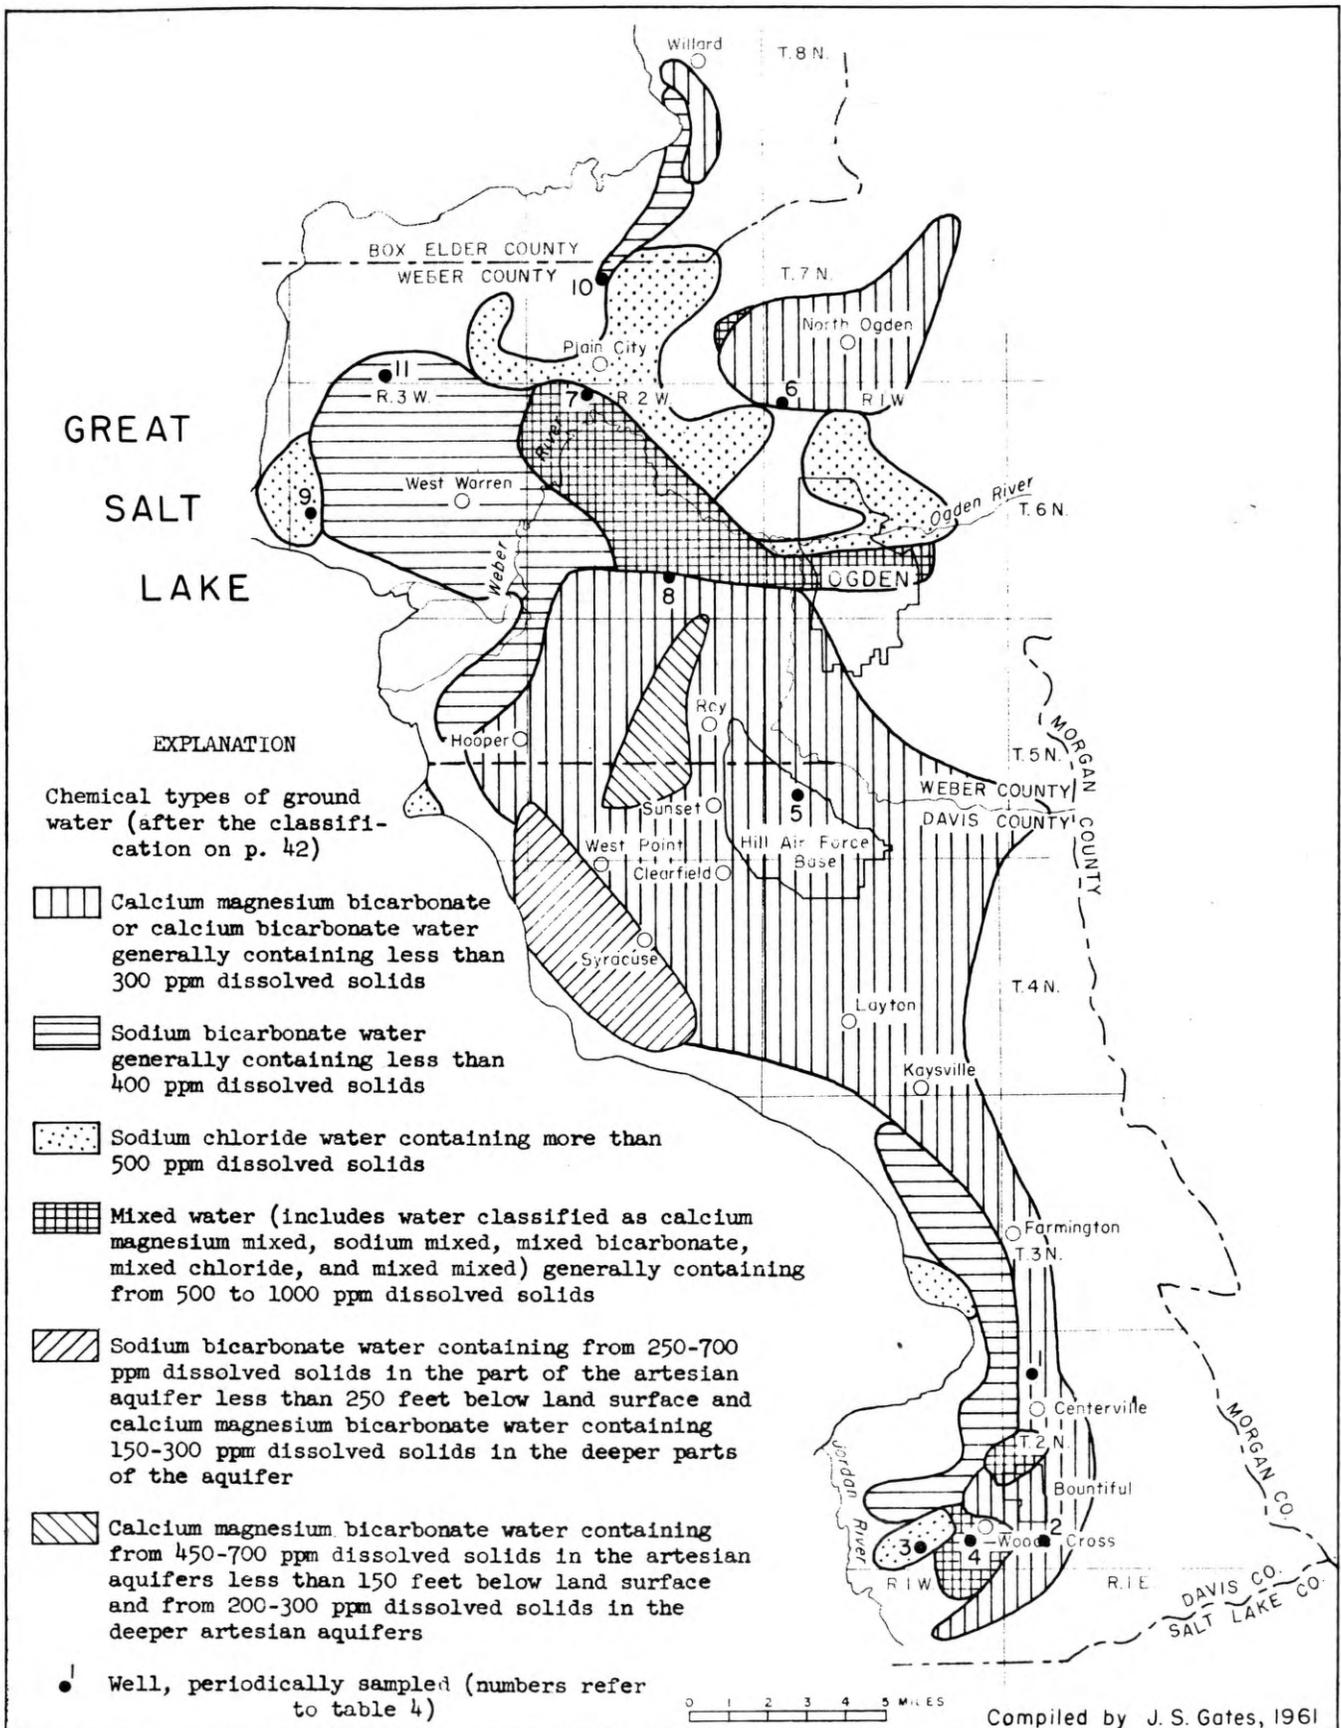 Willard
T.8 N.
BOX ELDER COUNTY
WEBER COUNTY
10
T.7 N.
North Ogden
Plain City
11
R.3 W.
7
R.2 W.
6
R I W
River
GREAT
SALT
LAKE
9
West Warren
Ogden River
T.6 N.
Weber
OGDEN
8
Roy
Hooper
MORGAN COUNTY
T.5 N.
WEBER COUNTY
DAVIS COUNTY
Sunset
5
Hill Air Force
Base
West Point
Clearfield
Syracuse
T.4 N.
Layton
Kaysville
Farmington
T.3 N.
1
Centerville
T.2 N.
Bountiful
Jordan
River
3
4
2
Woods Cross
R I W.
R.I E.
MORGAN CO.
DAVIS CO.
SALT LAKE CO.
EXPLANATION
Chemical types of ground
water (after the classifi-
cation on p. 42)
Calcium magnesium bicarbonate
or calcium bicarbonate water
generally containing less than
300 ppm dissolved solids
Sodium bicarbonate water
generally containing less than
400 ppm dissolved solids
Sodium chloride water containing more than
500 ppm dissolved solids
Mixed water (includes water classified as calcium
magnesium mixed, sodium mixed, mixed bicarbonate,
mixed chloride, and mixed mixed) generally containing
from 500 to 1000 ppm dissolved solids
Sodium bicarbonate water containing from 250-700
ppm dissolved solids in the part of the artesian
aquifer less than 250 feet below land surface and
calcium magnesium bicarbonate water containing
150-300 ppm dissolved solids in the deeper parts
of the aquifer
Calcium magnesium bicarbonate water containing
from 450-700 ppm dissolved solids in the artesian
aquifers less than 150 feet below land surface
and from 200-300 ppm dissolved solids in the
deeper artesian aquifers
1
Well, periodically sampled (numbers refer
to table 4)
0 1 2 3 4 5 MILES
Compiled by J. S. Gates, 1961